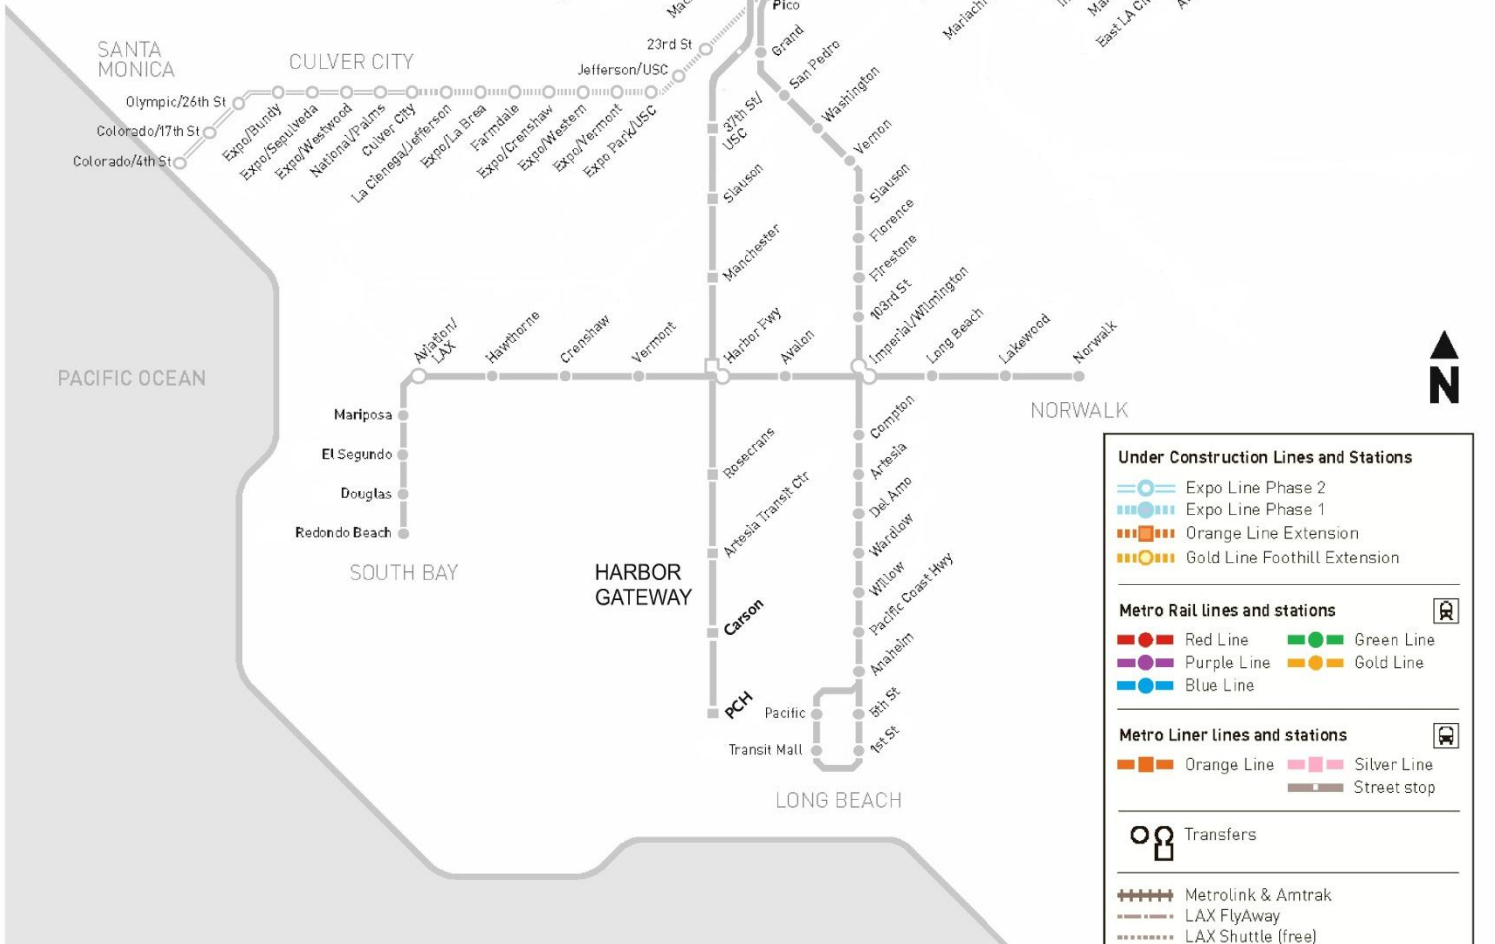 Pico
Grand
San Pedro
Washington
Vernon
23rd St
Jefferson/USC
SANTA
MONICA
CULVER CITY
Olympic/26th St
Colorado/17th St
Colorado/4th St
Expo/Bundy
Expo/Sepulveda
Expo/Westwood
National/Palms
Culver City
La Cienega/Jefferson
Expo/La Brea
Farmdale
Expo/Crenshaw
Expo/Western
Expo/Vermont
Expo Park/USC
37th St/
USC
Slauson
Manchester
Slauson
Florence
Firestone
103rd St
Imperial/Wilmington
Aviation/
LAX
Hawthorne
Crenshaw
Vermont
Harbor Fwy
Avalon
Long Beach
Lakewood
Norwalk
PACIFIC OCEAN
NORWALK
N
Mariposa
El Segundo
Douglas
Redondo Beach
SOUTH BAY
Rosecrans
Artesia Transit Ctr
HARBOR
GATEWAY
Carson
PCH
Compton
Artesia
Del Amo
Wardlow
Willow
Pacific Coast Hwy
Anaheim
5th St
1st St
Pacific
Transit Mall
LONG BEACH
Mariachi
East LA Ci
Under Construction Lines and Stations
Expo Line Phase 2
Expo Line Phase 1
Orange Line Extension
Gold Line Foothill Extension
Metro Rail lines and stations
Red Line
Green Line
Purple Line
Gold Line
Blue Line
Metro Liner lines and stations
Orange Line
Silver Line
Street stop
Transfers
Metrolink & Amtrak
LAX FlyAway
LAX Shuttle (free)